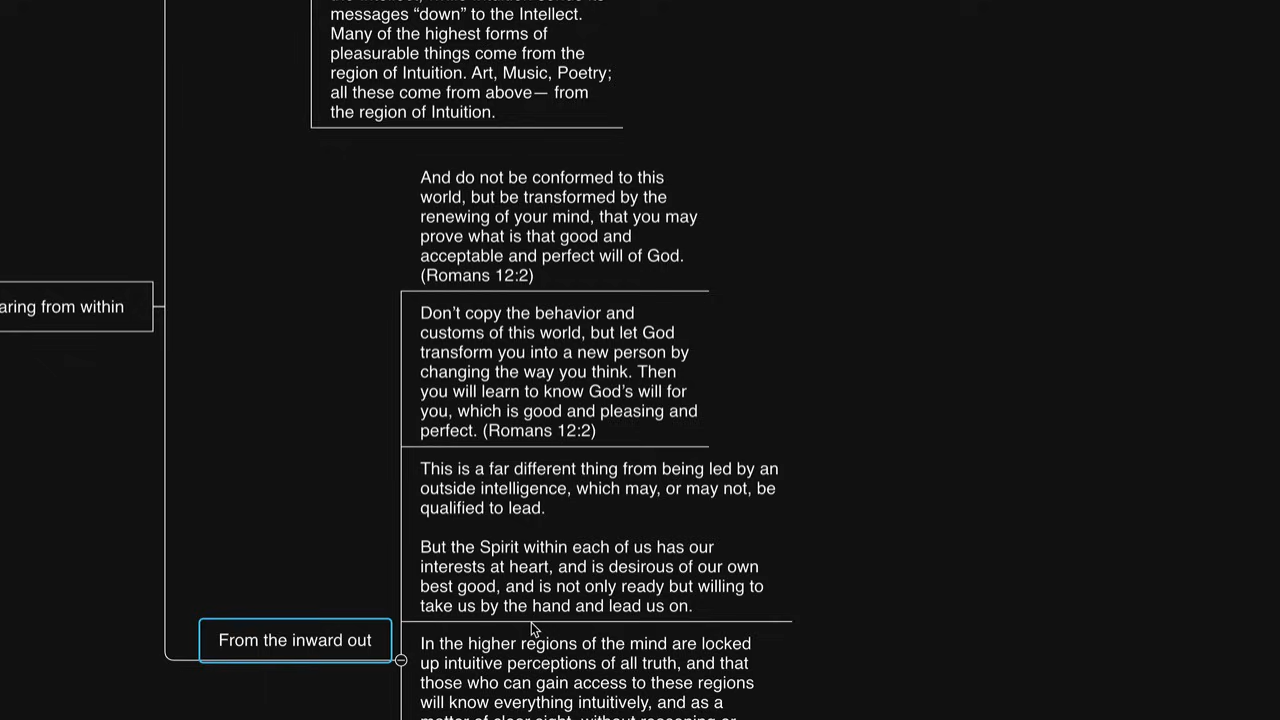 messages “down” to the Intellect.
Many of the highest forms of
pleasurable things come from the
region of Intuition. Art, Music, Poetry;
all these come from above— from
the region of Intuition.
And do not be conformed to this
world, but be transformed by the
renewing of your mind, that you may
prove what is that good and
acceptable and perfect will of God.
(Romans 12:2)
aring from within
Don’t copy the behavior and
customs of this world, but let God
transform you into a new person by
changing the way you think. Then
you will learn to know God’s will for
you, which is good and pleasing and
perfect. (Romans 12:2)
This is a far different thing from being led by an
outside intelligence, which may, or may not, be
qualified to lead.
But the Spirit within each of us has our
interests at heart, and is desirous of our own
best good, and is not only ready but willing to
take us by the hand and lead us on.
From the inward out
In the higher regions of the mind are locked
up intuitive perceptions of all truth, and that
those who can gain access to these regions
will know everything intuitively, and as a